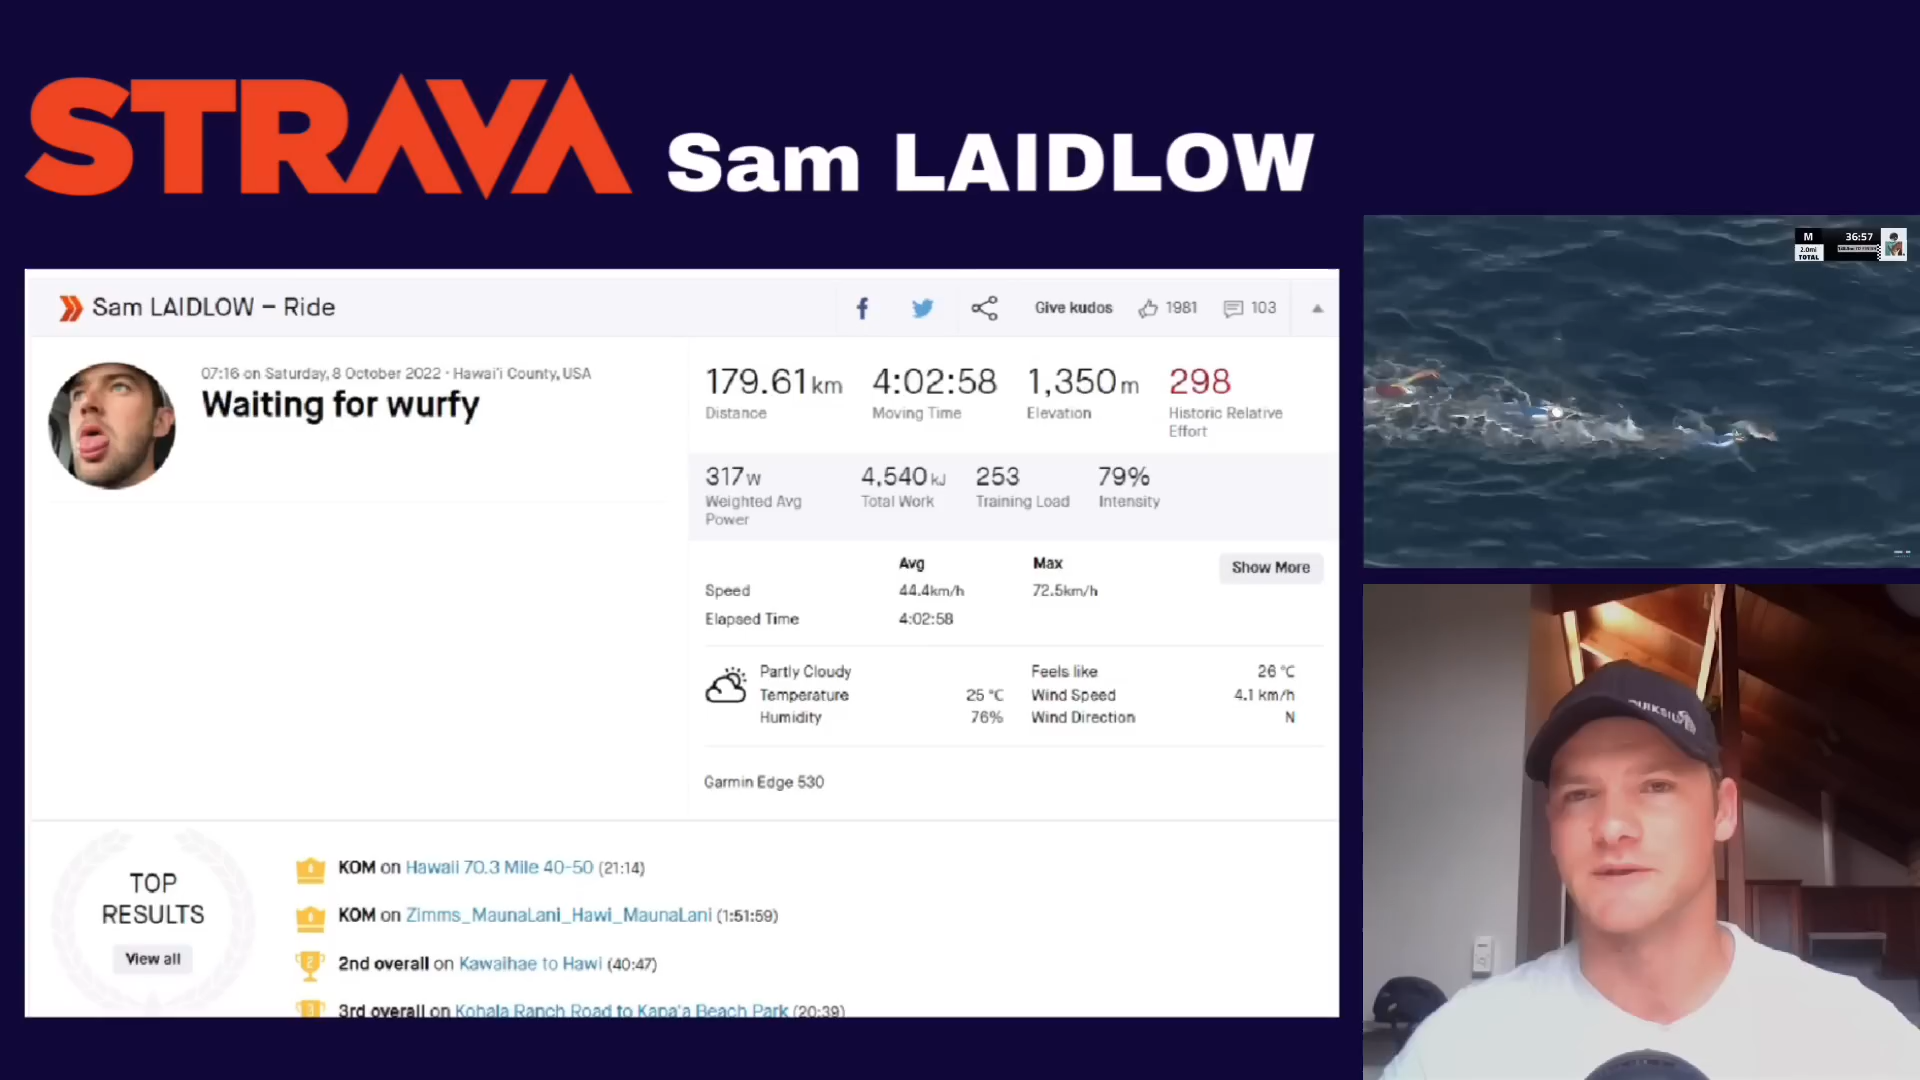 STRAVA Sam LAIDLOW
Sam LAIDLOW – Ride
Give kudos
1981
103
07:16 on Saturday, 8 October 2022 · Hawai'i County, USA
Waiting for wurfy
179.61km
4:02:58
1,350m
298
Distance
Moving Time
Elevation
Historic Relative
Effort
317W
4,540kJ
253
79%
Weighted Avg
Power
Total Work
Training Load
Intensity
Avg
Max
Show More
Speed
44.4km/h
72.5km/h
Elapsed Time
4:02:58
Partly Cloudy
Feels like
26 °C
Temperature
25 °C
Wind Speed
4.1 km/h
Humidity
76%
Wind Direction
N
Garmin Edge 530
TOP
RESULTS
View all
KOM on Hawaii 70.3 Mile 40-50 (21:14)
KOM on Zimms_MaunaLani_Hawi_MaunaLani (1:51:59)
2nd overall on Kawaihae to Hawi (40:47)
3rd overall on Kohala Ranch Road to Kapa'a Beach Park (20:39)
M
36:57
2.0mi
TOTAL
QUIKSILVER